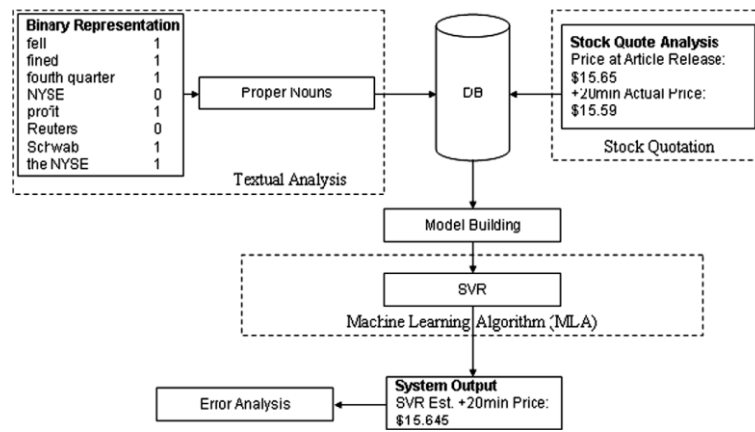 Binary Representation
fell 1
fined 1
fourth quarter 1
NYSE 0
profit 1
Reuters 0
Schwab 1
the NYSE 1
Proper Nouns
Textual Analysis
DB
Stock Quote Analysis
Price at Article Release:
$15.65
+20min Actual Price:
$15.59
Stock Quotation
Model Building
SVR
Machine Learning Algorithm (MLA)
System Output
SVR Est. +20min Price:
$15.645
Error Analysis